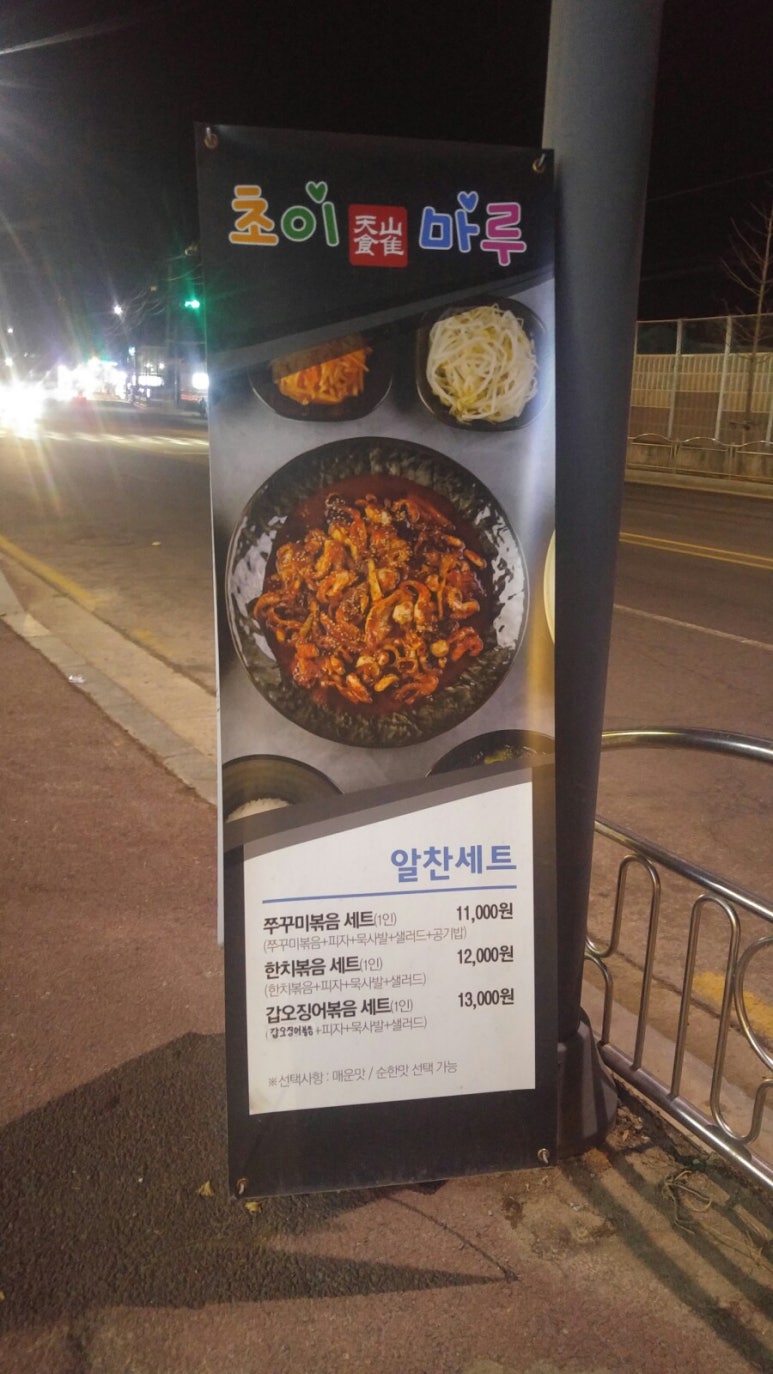 초이 天山食雀 마루
알찬세트
쭈꾸미볶음 세트(1인) 11,000원
(쭈꾸미볶음+피자+묵사발+샐러드+공기밥)
한치볶음 세트(1인) 12,000원
(한치볶음+피자+묵사발+샐러드)
갑오징어볶음 세트(1인) 13,000원
(갑오징어볶음+피자+묵사발+샐러드)
※선택사항 : 매운맛 / 순한맛 선택 가능